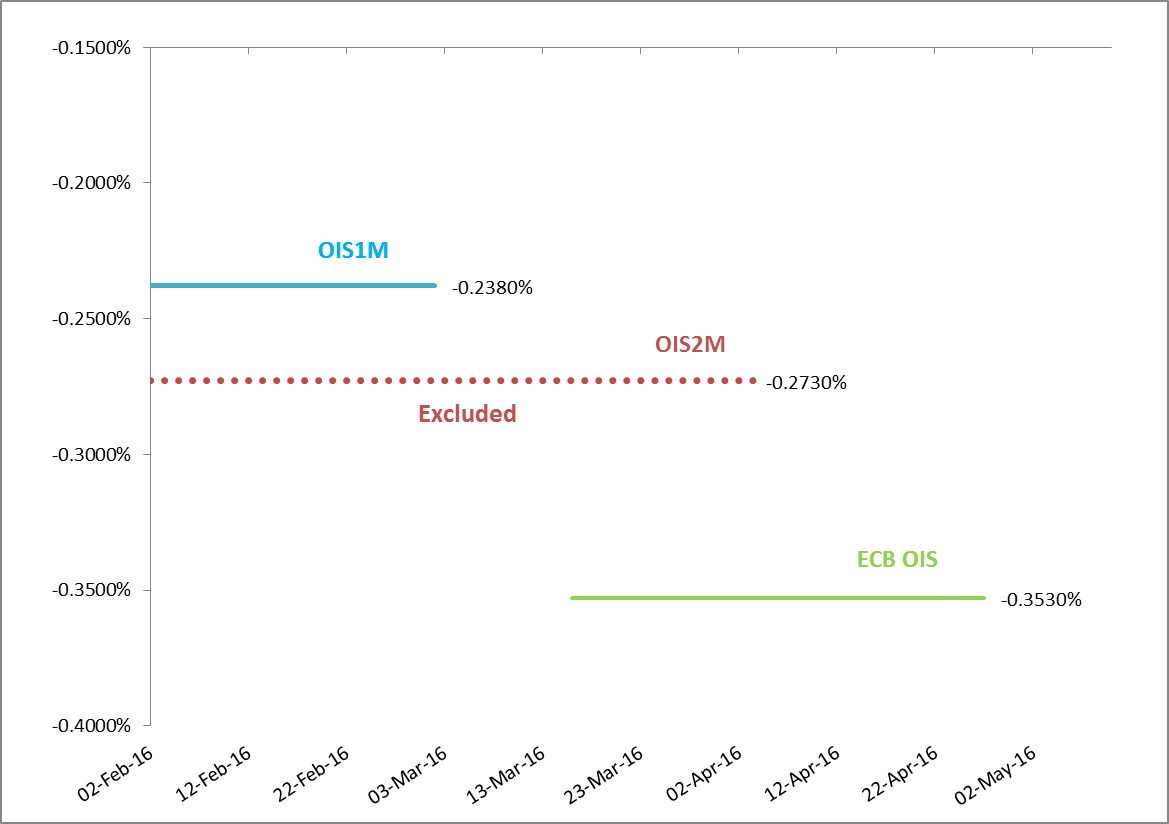 -0.1500%
-0.2000%
OIS1M
-0.2380%
-0.2500%
OIS2M
-0.2730%
Excluded
-0.3000%
ECB OIS
-0.3500%
-0.3530%
-0.4000%
02-Feb-16
12-Feb-16
22-Feb-16
03-Mar-16
13-Mar-16
23-Mar-16
02-Apr-16
12-Apr-16
22-Apr-16
02-May-16